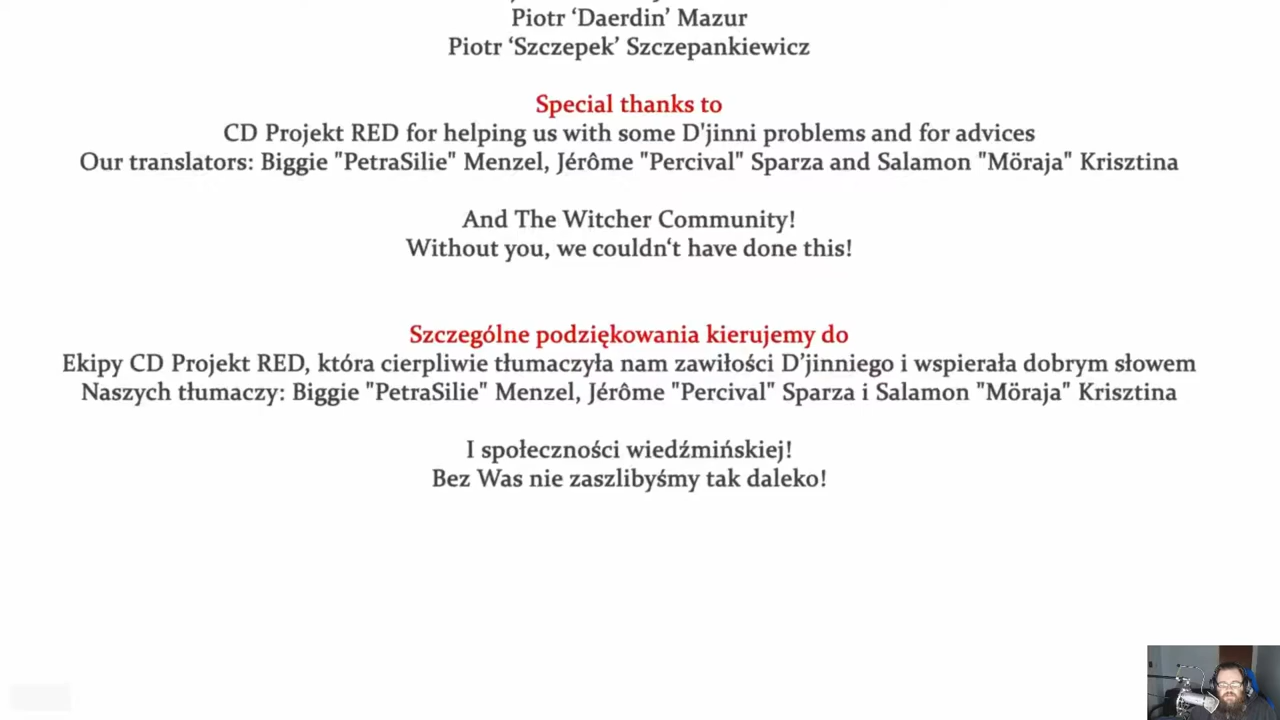 Piotr ‘Daerdin’ Mazur
Piotr ‘Szczepek’ Szczepankiewicz
Special thanks to
CD Projekt RED for helping us with some D'jinni problems and for advices
Our translators: Biggie "PetraSilie" Menzel, Jérôme "Percival" Sparza and Salamon "Möraja" Krisztina
And The Witcher Community!
Without you, we couldn‘t have done this!
Szczególne podziękowania kierujemy do
Ekipy CD Projekt RED, która cierpliwie tłumaczyła nam zawiłości D’jinniego i wspierała dobrym słowem
Naszych tłumaczy: Biggie "PetraSilie" Menzel, Jérôme "Percival" Sparza i Salamon "Möraja" Krisztina
I społeczności wiedźmińskiej!
Bez Was nie zaszlibyśmy tak daleko!